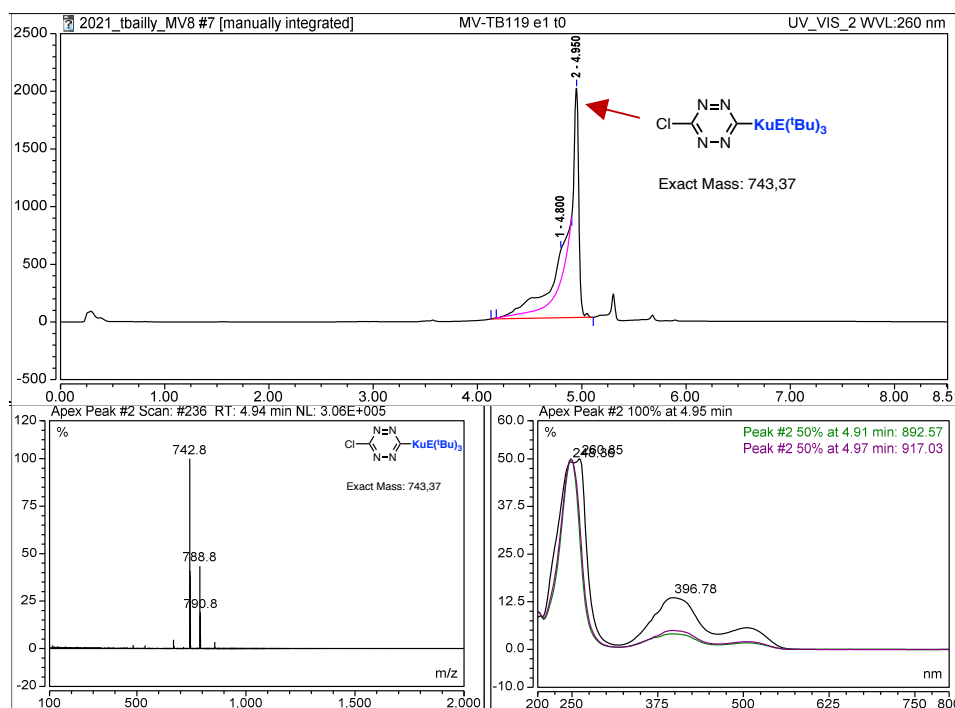 2021_tbailly_MV8 #7 [manually integrated] MV-TB119 e1 t0 UV_VIS_2 WVL:260 nm
2500
2000
1500
1000
500
0
-500
1 - 4.800
2 - 4.950
Cl N N N N KuE(tBu)3
Exact Mass: 743,37
0.00 1.00 2.00 3.00 4.00 5.00 6.00 7.00 8.51
Apex Peak #2 Scan: #236 RT: 4.94 min NL: 3.06E+005
%
120
100
75
50
25
0
-20
742.8
788.8
790.8
Cl N N N N KuE(tBu)3
Exact Mass: 743,37
m/z
100 500 1.000 1.500 2.000
Apex Peak #2 100% at 4.95 min
%
Peak #2 50% at 4.91 min: 892.57
Peak #2 50% at 4.97 min: 917.03
60.0
50.0
37.5
25.0
12.5
0.0
-10.0
260.85
396.78
nm
200 250 375 500 625 750 800